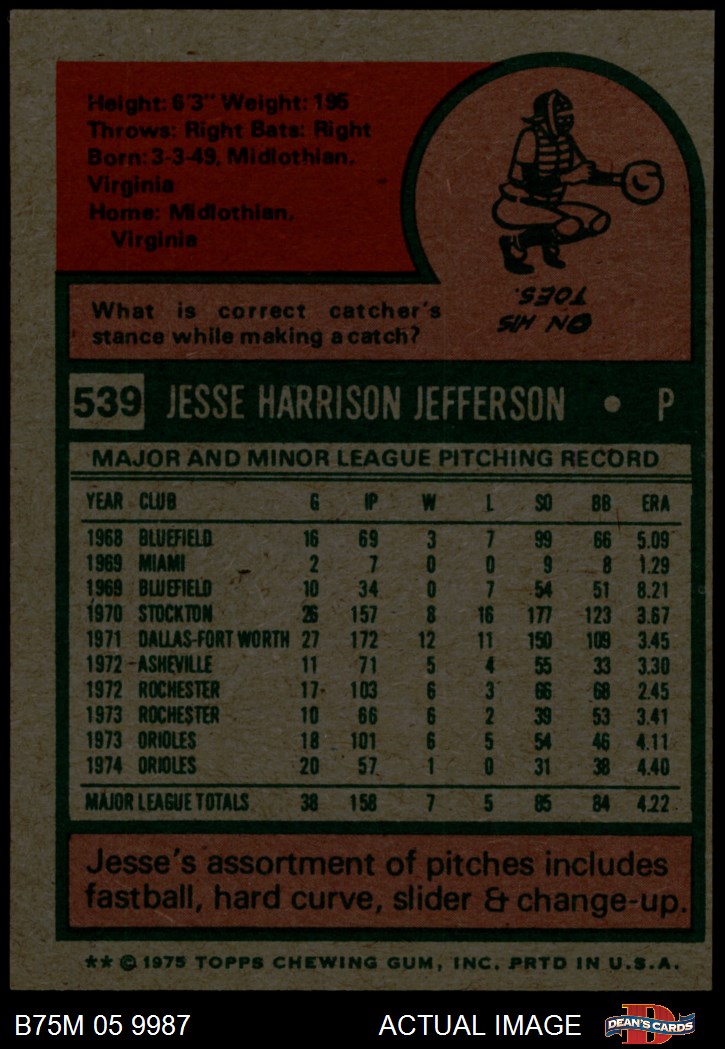 Height: 6'3" Weight: 195
Throws: Right Bats: Right
Born: 3-3-49, Midlothian,
Virginia
Home: Midlothian,
Virginia
What is correct catcher's
stance while making a catch?
ON HIS
TOES.
539 JESSE HARRISON JEFFERSON • P
MAJOR AND MINOR LEAGUE PITCHING RECORD
YEAR CLUB G IP W L SO BB ERA
1968 BLUEFIELD 16 69 3 7 99 66 5.09
1969 MIAMI 2 7 0 0 9 8 1.29
1969 BLUEFIELD 10 34 0 7 54 51 8.21
1970 STOCKTON 26 157 8 16 177 123 3.67
1971 DALLAS-FORT WORTH 27 172 12 11 150 109 3.45
1972 ASHEVILLE 11 71 5 4 55 33 3.30
1972 ROCHESTER 17 103 6 3 66 68 2.45
1973 ROCHESTER 10 66 6 2 39 53 3.41
1973 ORIOLES 18 101 6 5 54 46 4.11
1974 ORIOLES 20 57 1 0 31 38 4.40
MAJOR LEAGUE TOTALS 38 158 7 5 85 84 4.22
Jesse's assortment of pitches includes
fastball, hard curve, slider & change-up.
** © 1975 TOPPS CHEWING GUM, INC. PRTD IN U.S.A.
B75M 05 9987 ACTUAL IMAGE DEAN'S CARDS